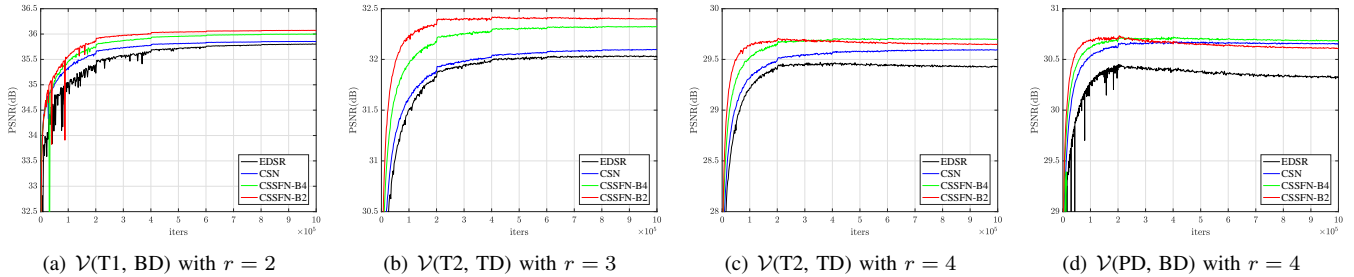 PSNR(dB)
36.5
36
35.5
35
34.5
34
33.5
33
32.5
EDSR
CSN
CSSFN-B4
CSSFN-B2
0 1 2 3 4 5 6 7 8 9 10
iters ×10^5
(a) 𝒱(T1, BD) with r = 2
PSNR(dB)
32.5
32
31.5
31
30.5
EDSR
CSN
CSSFN-B4
CSSFN-B2
0 1 2 3 4 5 6 7 8 9 10
iters ×10^5
(b) 𝒱(T2, TD) with r = 3
PSNR(dB)
30
29.5
29
28.5
28
EDSR
CSN
CSSFN-B4
CSSFN-B2
0 1 2 3 4 5 6 7 8 9 10
iters ×10^5
(c) 𝒱(T2, TD) with r = 4
PSNR(dB)
31
30.5
30
29.5
29
EDSR
CSN
CSSFN-B4
CSSFN-B2
0 1 2 3 4 5 6 7 8 9 10
iters ×10^5
(d) 𝒱(PD, BD) with r = 4